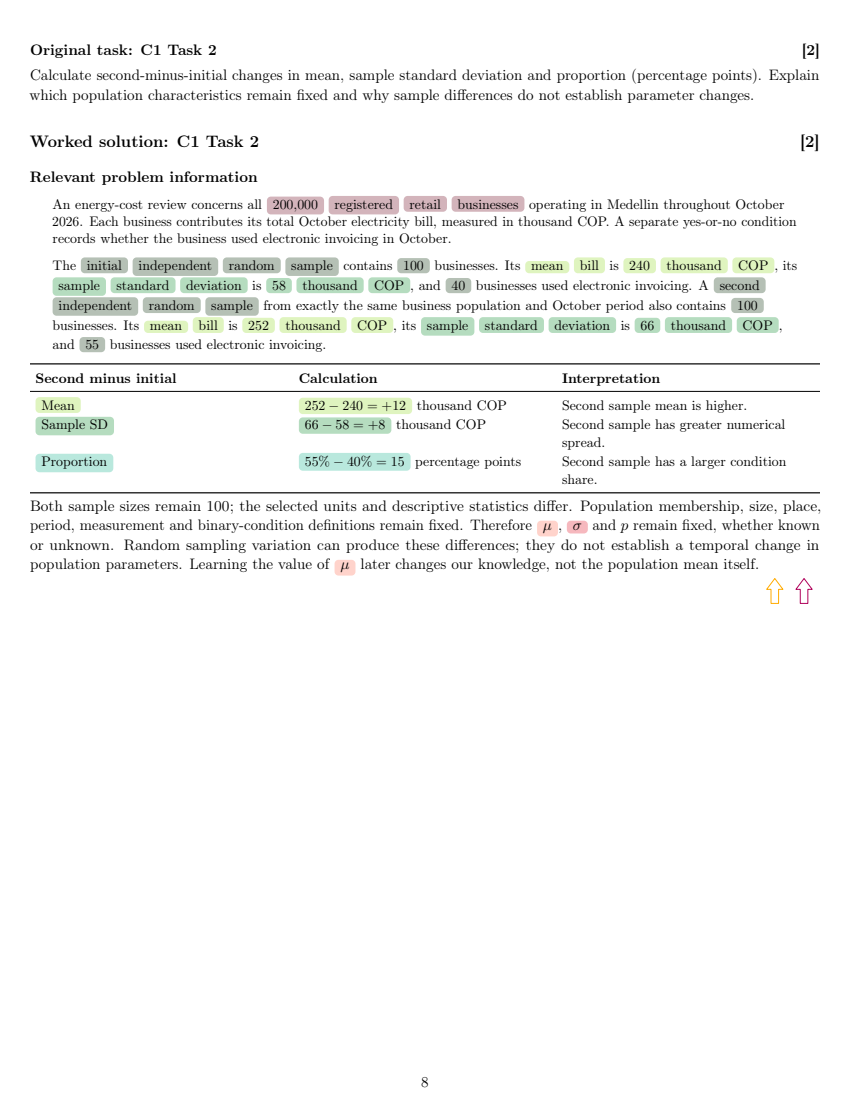 Original task: C1 Task 2 [2]
Calculate second-minus-initial changes in mean, sample standard deviation and proportion (percentage points). Explain
which population characteristics remain fixed and why sample differences do not establish parameter changes.
Worked solution: C1 Task 2 [2]
Relevant problem information
An energy-cost review concerns all 200,000 registered retail businesses operating in Medellin throughout October
2026. Each business contributes its total October electricity bill, measured in thousand COP. A separate yes-or-no condition
records whether the business used electronic invoicing in October.
The initial independent random sample contains 100 businesses. Its mean bill is 240 thousand COP, its
sample standard deviation is 58 thousand COP, and 40 businesses used electronic invoicing. A second
independent random sample from exactly the same business population and October period also contains 100
businesses. Its mean bill is 252 thousand COP, its sample standard deviation is 66 thousand COP,
and 55 businesses used electronic invoicing.
Second minus initial Calculation Interpretation
Mean 252 − 240 = +12 thousand COP Second sample mean is higher.
Sample SD 66 − 58 = +8 thousand COP Second sample has greater numerical
spread.
Proportion 55% − 40% = 15 percentage points Second sample has a larger condition
share.
Both sample sizes remain 100; the selected units and descriptive statistics differ. Population membership, size, place,
period, measurement and binary-condition definitions remain fixed. Therefore μ, σ and p remain fixed, whether known
or unknown. Random sampling variation can produce these differences; they do not establish a temporal change in
population parameters. Learning the value of μ later changes our knowledge, not the population mean itself.
8